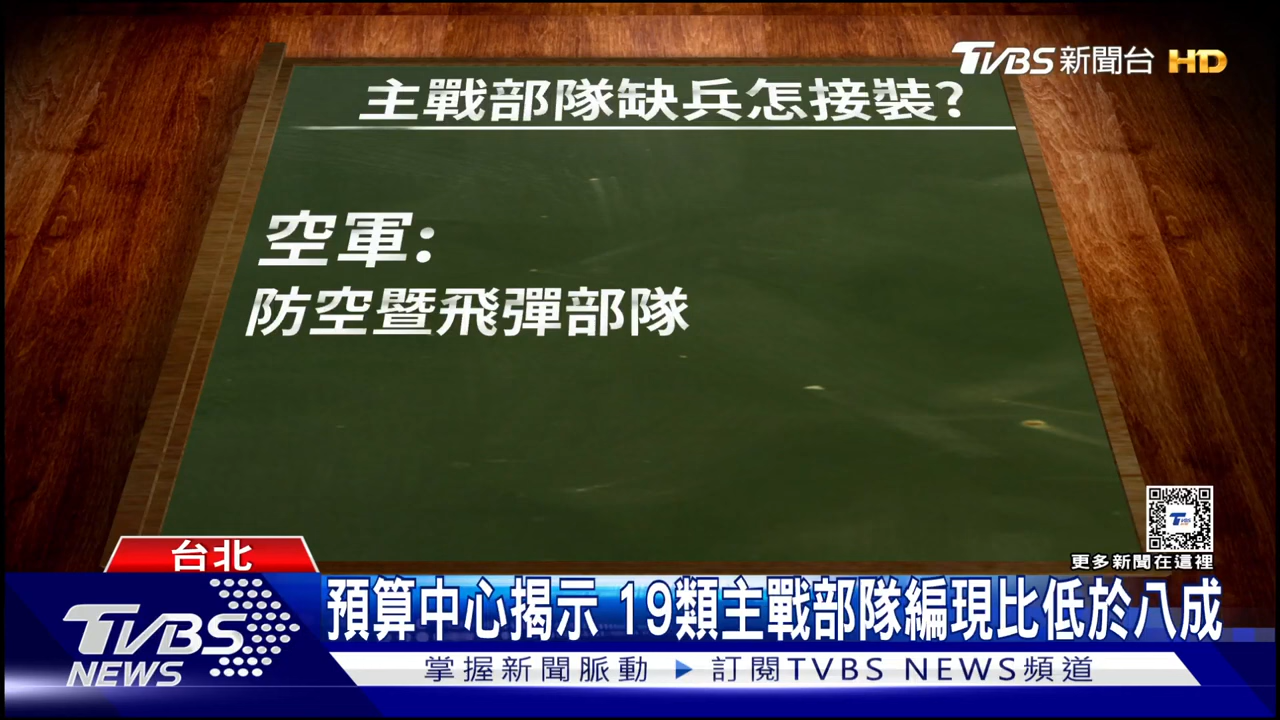 TVBS新聞台 HD
主戰部隊缺兵怎接裝?
空軍:
防空暨飛彈部隊
TVBS
更多新聞在這裡
台北
預算中心揭示 19類主戰部隊編現比低於八成
TVBS
NEWS
掌握新聞脈動 ▶ 訂閱TVBS NEWS頻道